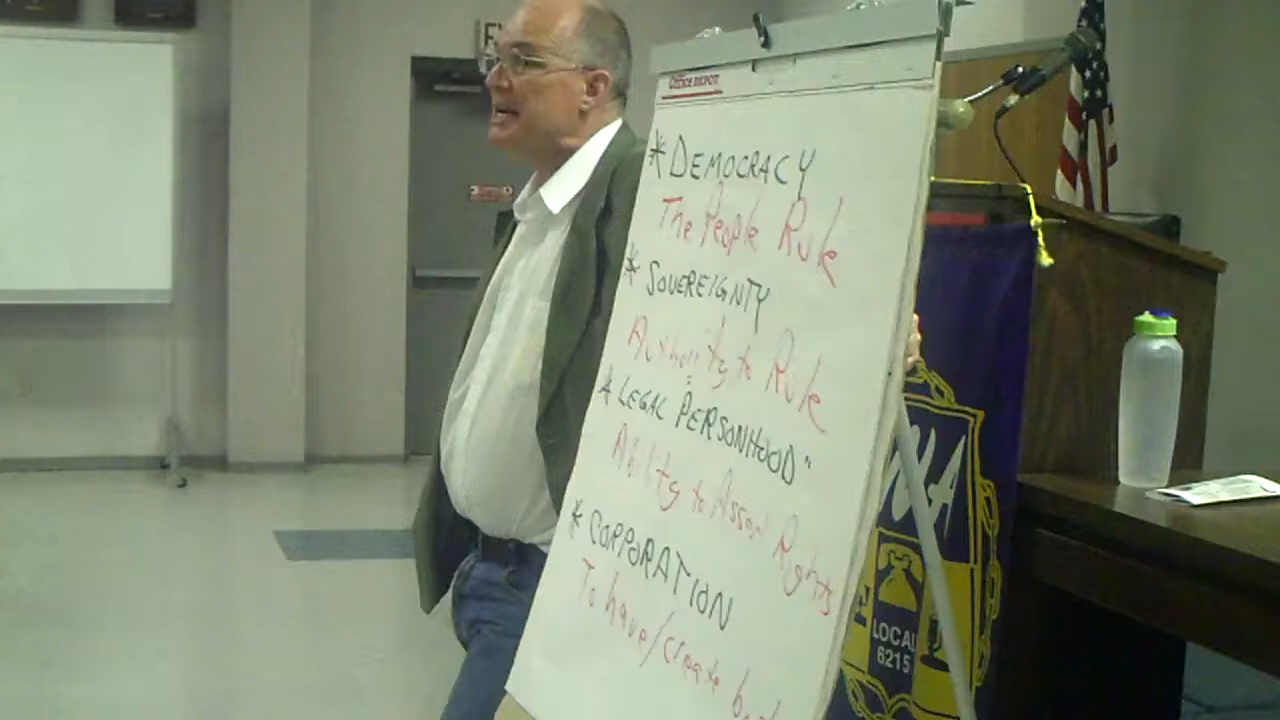 Office DEPOT
* DEMOCRACY
The People Rule
* SOVEREIGNTY
Authority to Rule
* LEGAL PERSONHOOD"
Ability to Assert Rights
* CORPORATION
To have/create
LOCAL
6215